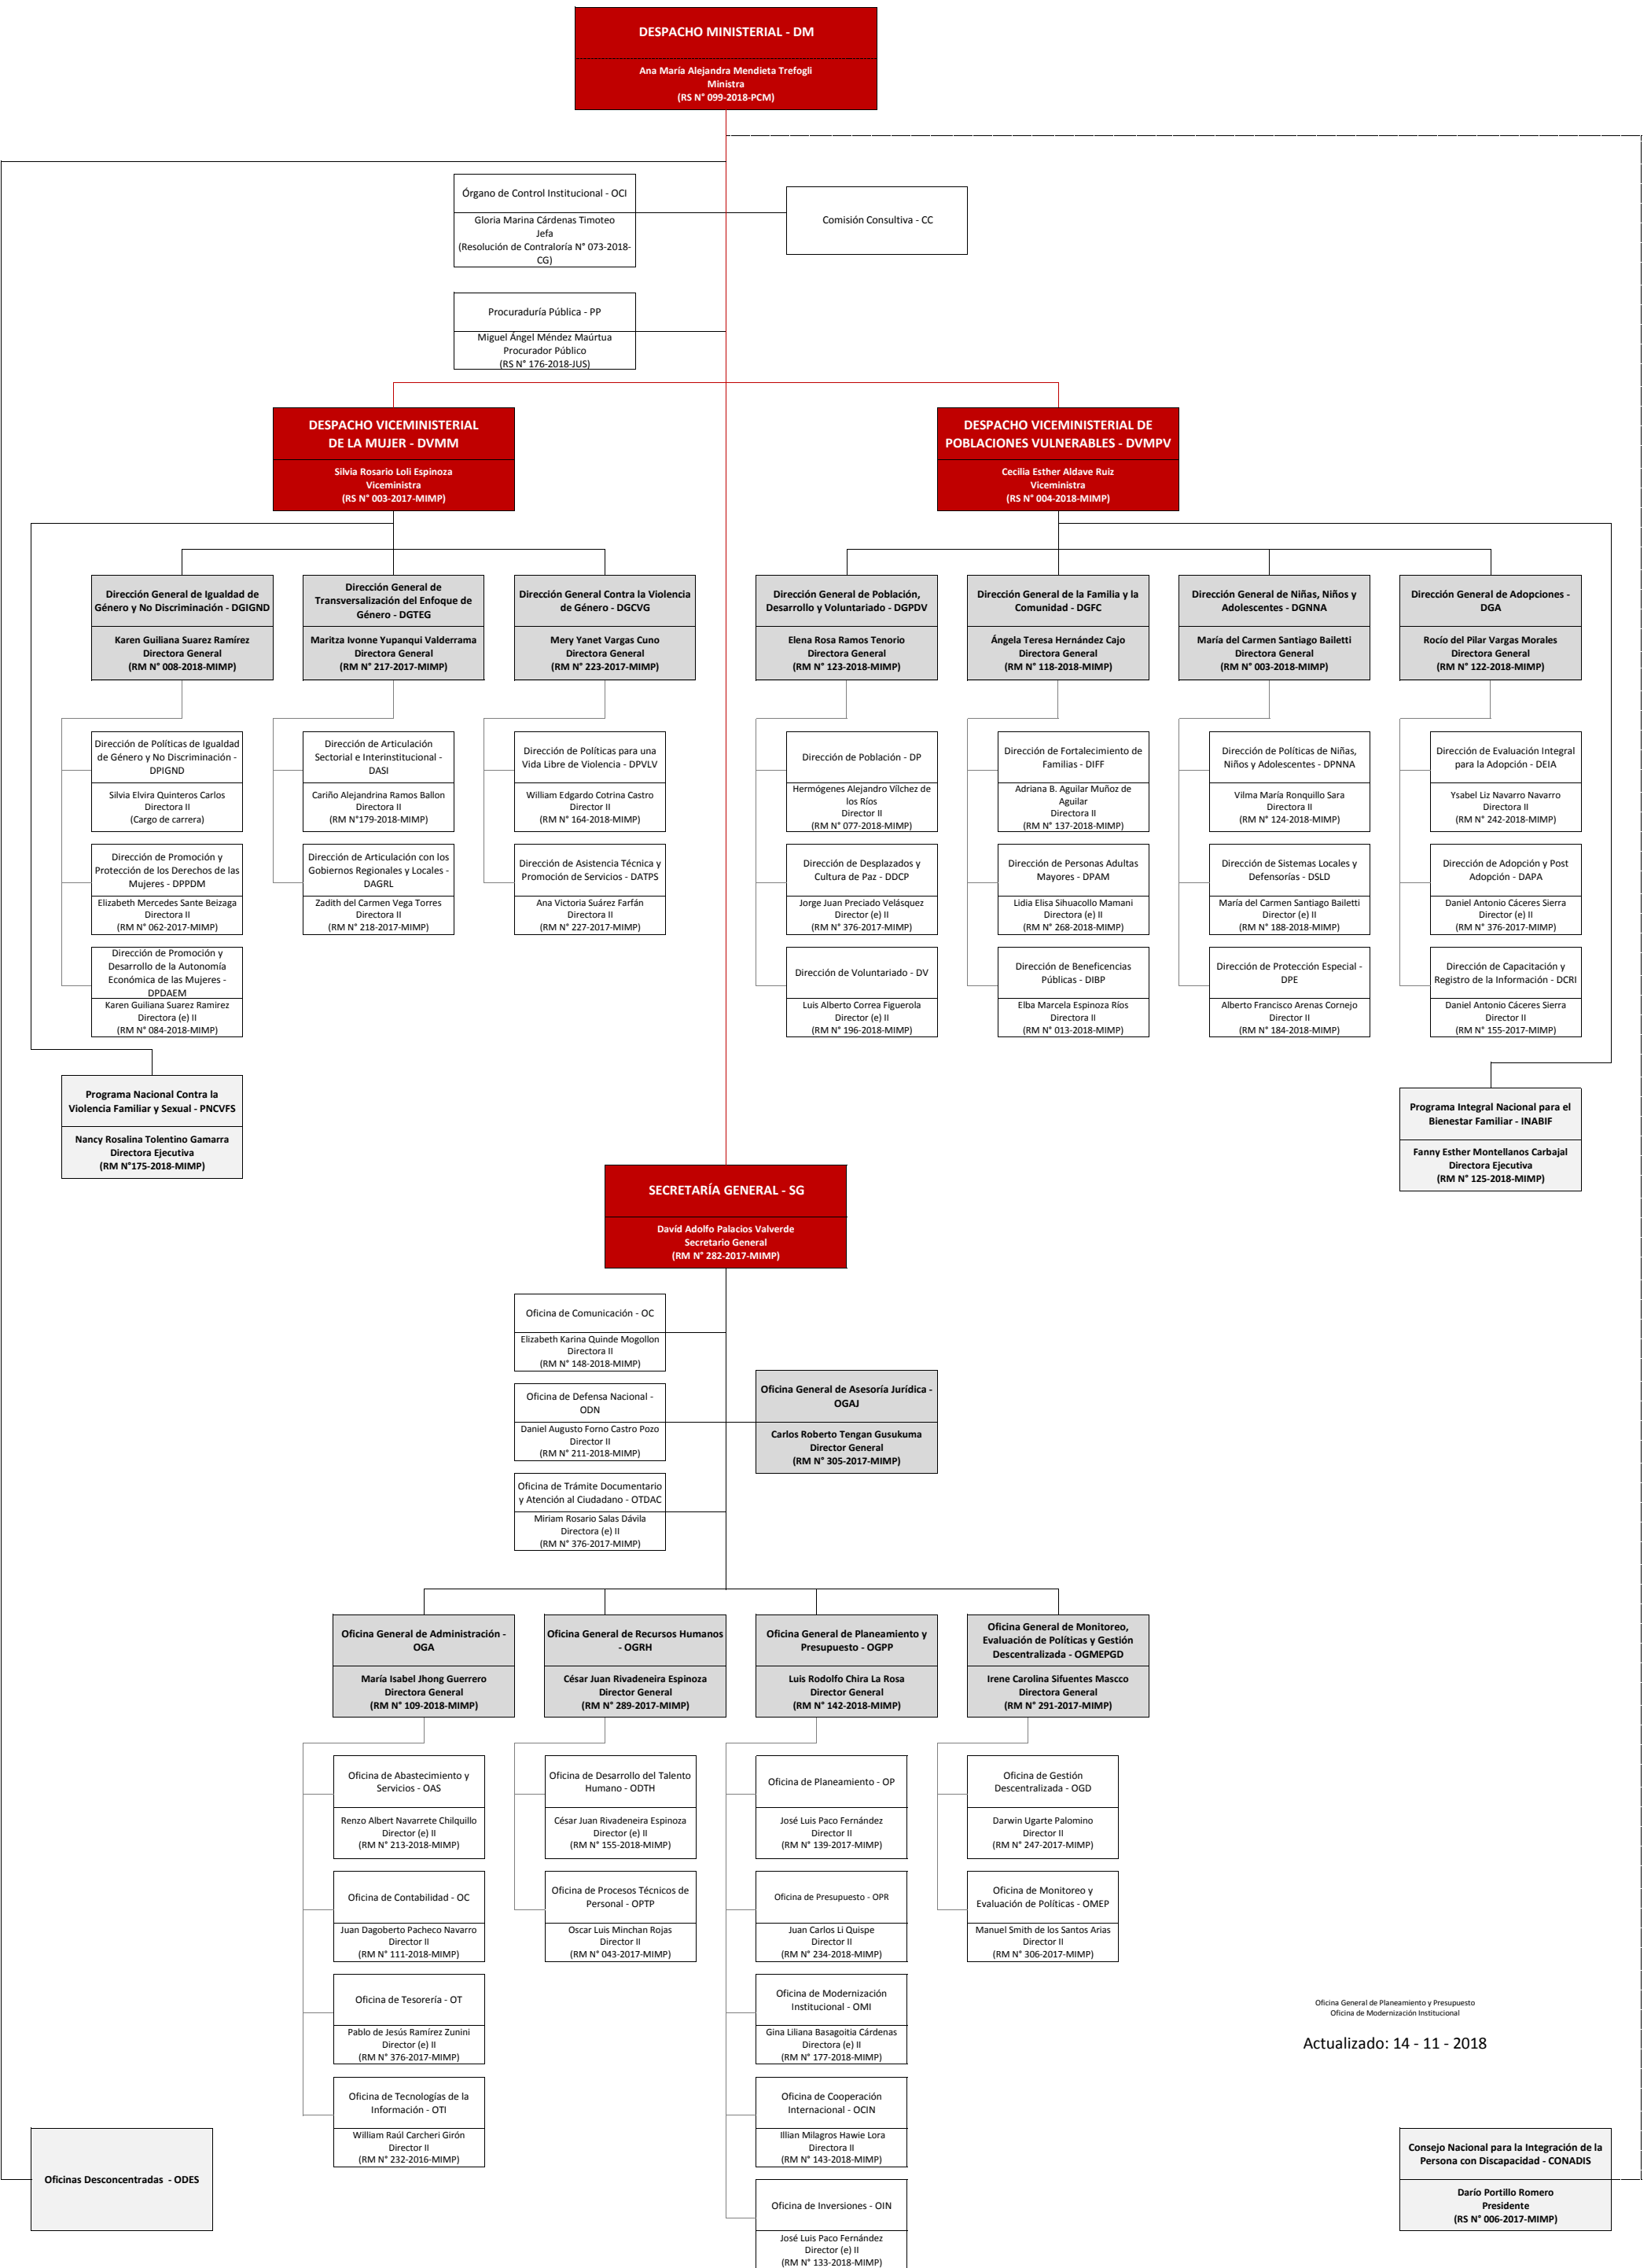 DESPACHO MINISTERIAL - DM
Ana María Alejandra Mendieta Trefogli
Ministra
(RS N° 099-2018-PCM)
Órgano de Control Institucional - OCI
Gloria Marina Cárdenas Timoteo
Jefa
(Resolución de Contraloría N° 073-2018-
CG)
Comisión Consultiva - CC
Procuraduría Pública - PP
Miguel Ángel Méndez Maúrtua
Procurador Público
(RS N° 176-2018-JUS)
DESPACHO VICEMINISTERIAL
DE LA MUJER - DVMM
Silvia Rosario Loli Espinoza
Viceministra
(RS N° 003-2017-MIMP)
DESPACHO VICEMINISTERIAL DE
POBLACIONES VULNERABLES - DVMPV
Cecilia Esther Aldave Ruiz
Viceministra
(RS N° 004-2018-MIMP)
Dirección General de Igualdad de
Género y No Discriminación - DGIGND
Karen Guiliana Suarez Ramírez
Directora General
(RM N° 008-2018-MIMP)
Dirección General de
Transversalización del Enfoque de
Género - DGTEG
Maritza Ivonne Yupanqui Valderrama
Directora General
(RM N° 217-2017-MIMP)
Dirección General Contra la Violencia
de Género - DGCVG
Mery Yanet Vargas Cuno
Directora General
(RM N° 223-2017-MIMP)
Dirección General de Población,
Desarrollo y Voluntariado - DGPDV
Elena Rosa Ramos Tenorio
Directora General
(RM N° 123-2018-MIMP)
Dirección General de la Familia y la
Comunidad - DGFC
Ángela Teresa Hernández Cajo
Directora General
(RM N° 118-2018-MIMP)
Dirección General de Niñas, Niños y
Adolescentes - DGNNA
María del Carmen Santiago Bailetti
Directora General
(RM N° 003-2018-MIMP)
Dirección General de Adopciones -
DGA
Rocío del Pilar Vargas Morales
Directora General
(RM N° 122-2018-MIMP)
Dirección de Políticas de Igualdad
de Género y No Discriminación -
DPIGND
Silvia Elvira Quinteros Carlos
Directora II
(Cargo de carrera)
Dirección de Articulación
Sectorial e Interinstitucional -
DASI
Cariño Alejandrina Ramos Ballon
Directora II
(RM N°179-2018-MIMP)
Dirección de Políticas para una
Vida Libre de Violencia - DPVLV
William Edgardo Cotrina Castro
Director II
(RM N° 164-2018-MIMP)
Dirección de Población - DP
Hermógenes Alejandro Vílchez de
los Ríos
Director II
(RM N° 077-2018-MIMP)
Dirección de Fortalecimiento de
Familias - DIFF
Adriana B. Aguilar Muñoz de
Aguilar
Directora II
(RM N° 137-2018-MIMP)
Dirección de Políticas de Niñas,
Niños y Adolescentes - DPNNA
Vilma María Ronquillo Sara
Directora II
(RM N° 124-2018-MIMP)
Dirección de Evaluación Integral
para la Adopción - DEIA
Ysabel Liz Navarro Navarro
Directora II
(RM N° 242-2018-MIMP)
Dirección de Promoción y
Protección de los Derechos de las
Mujeres - DPPDM
Elizabeth Mercedes Sante Beizaga
Directora II
(RM N° 062-2017-MIMP)
Dirección de Articulación con los
Gobiernos Regionales y Locales -
DAGRL
Zadith del Carmen Vega Torres
Directora II
(RM N° 218-2017-MIMP)
Dirección de Asistencia Técnica y
Promoción de Servicios - DATPS
Ana Victoria Suárez Farfán
Directora II
(RM N° 227-2017-MIMP)
Dirección de Desplazados y
Cultura de Paz - DDCP
Jorge Juan Preciado Velásquez
Director (e) II
(RM N° 376-2017-MIMP)
Dirección de Personas Adultas
Mayores - DPAM
Lidia Elisa Sihuacollo Mamani
Directora (e) II
(RM N° 268-2018-MIMP)
Dirección de Sistemas Locales y
Defensorías - DSLD
María del Carmen Santiago Bailetti
Director (e) II
(RM N° 188-2018-MIMP)
Dirección de Adopción y Post
Adopción - DAPA
Daniel Antonio Cáceres Sierra
Director (e) II
(RM N° 376-2017-MIMP)
Dirección de Promoción y
Desarrollo de la Autonomía
Económica de las Mujeres -
DPDAEM
Karen Guiliana Suarez Ramirez
Directora (e) II
(RM N° 084-2018-MIMP)
Dirección de Voluntariado - DV
Luis Alberto Correa Figuerola
Director (e) II
(RM N° 196-2018-MIMP)
Dirección de Beneficencias
Públicas - DIBP
Elba Marcela Espinoza Ríos
Directora II
(RM N° 013-2018-MIMP)
Dirección de Protección Especial -
DPE
Alberto Francisco Arenas Cornejo
Director II
(RM N° 184-2018-MIMP)
Dirección de Capacitación y
Registro de la Información - DCRI
Daniel Antonio Cáceres Sierra
Director II
(RM N° 155-2017-MIMP)
Programa Nacional Contra la
Violencia Familiar y Sexual - PNCVFS
Nancy Rosalina Tolentino Gamarra
Directora Ejecutiva
(RM N°175-2018-MIMP)
Programa Integral Nacional para el
Bienestar Familiar - INABIF
Fanny Esther Montellanos Carbajal
Directora Ejecutiva
(RM N° 125-2018-MIMP)
SECRETARÍA GENERAL - SG
David Adolfo Palacios Valverde
Secretario General
(RM N° 282-2017-MIMP)
Oficina de Comunicación - OC
Elizabeth Karina Quinde Mogollon
Directora II
(RM N° 148-2018-MIMP)
Oficina de Defensa Nacional -
ODN
Daniel Augusto Forno Castro Pozo
Director II
(RM N° 211-2018-MIMP)
Oficina General de Asesoría Jurídica -
OGAJ
Carlos Roberto Tengan Gusukuma
Director General
(RM N° 305-2017-MIMP)
Oficina de Trámite Documentario
y Atención al Ciudadano - OTDAC
Miriam Rosario Salas Dávila
Directora (e) II
(RM N° 376-2017-MIMP)
Oficina General de Administración -
OGA
María Isabel Jhong Guerrero
Directora General
(RM N° 109-2018-MIMP)
Oficina General de Recursos Humanos
- OGRH
César Juan Rivadeneira Espinoza
Director General
(RM N° 289-2017-MIMP)
Oficina General de Planeamiento y
Presupuesto - OGPP
Luis Rodolfo Chira La Rosa
Director General
(RM N° 142-2018-MIMP)
Oficina General de Monitoreo,
Evaluación de Políticas y Gestión
Descentralizada - OGMEPGD
Irene Carolina Sifuentes Mascco
Directora General
(RM N° 291-2017-MIMP)
Oficina de Abastecimiento y
Servicios - OAS
Renzo Albert Navarrete Chilquillo
Director (e) II
(RM N° 213-2018-MIMP)
Oficina de Desarrollo del Talento
Humano - ODTH
César Juan Rivadeneira Espinoza
Director (e) II
(RM N° 155-2018-MIMP)
Oficina de Planeamiento - OP
José Luis Paco Fernández
Director II
(RM N° 139-2017-MIMP)
Oficina de Gestión
Descentralizada - OGD
Darwin Ugarte Palomino
Director II
(RM N° 247-2017-MIMP)
Oficina de Contabilidad - OC
Juan Dagoberto Pacheco Navarro
Director II
(RM N° 111-2018-MIMP)
Oficina de Procesos Técnicos de
Personal - OPTP
Oscar Luis Minchan Rojas
Director II
(RM N° 043-2017-MIMP)
Oficina de Presupuesto - OPR
Juan Carlos Li Quispe
Director II
(RM N° 234-2018-MIMP)
Oficina de Monitoreo y
Evaluación de Políticas - OMEP
Manuel Smith de los Santos Arias
Director II
(RM N° 306-2017-MIMP)
Oficina de Tesorería - OT
Pablo de Jesús Ramírez Zunini
Director (e) II
(RM N° 376-2017-MIMP)
Oficina de Modernización
Institucional - OMI
Gina Liliana Basagoitia Cárdenas
Directora (e) II
(RM N° 177-2018-MIMP)
Oficina General de Planeamiento y Presupuesto
Oficina de Modernización Institucional
Actualizado: 14 - 11 - 2018
Oficina de Tecnologías de la
Información - OTI
William Raúl Carcheri Girón
Director II
(RM N° 232-2016-MIMP)
Oficina de Cooperación
Internacional - OCIN
Illian Milagros Hawie Lora
Directora II
(RM N° 143-2018-MIMP)
Oficinas Desconcentradas - ODES
Consejo Nacional para la Integración de la
Persona con Discapacidad - CONADIS
Darío Portillo Romero
Presidente
(RS N° 006-2017-MIMP)
Oficina de Inversiones - OIN
José Luis Paco Fernández
Director (e) II
(RM N° 133-2018-MIMP)